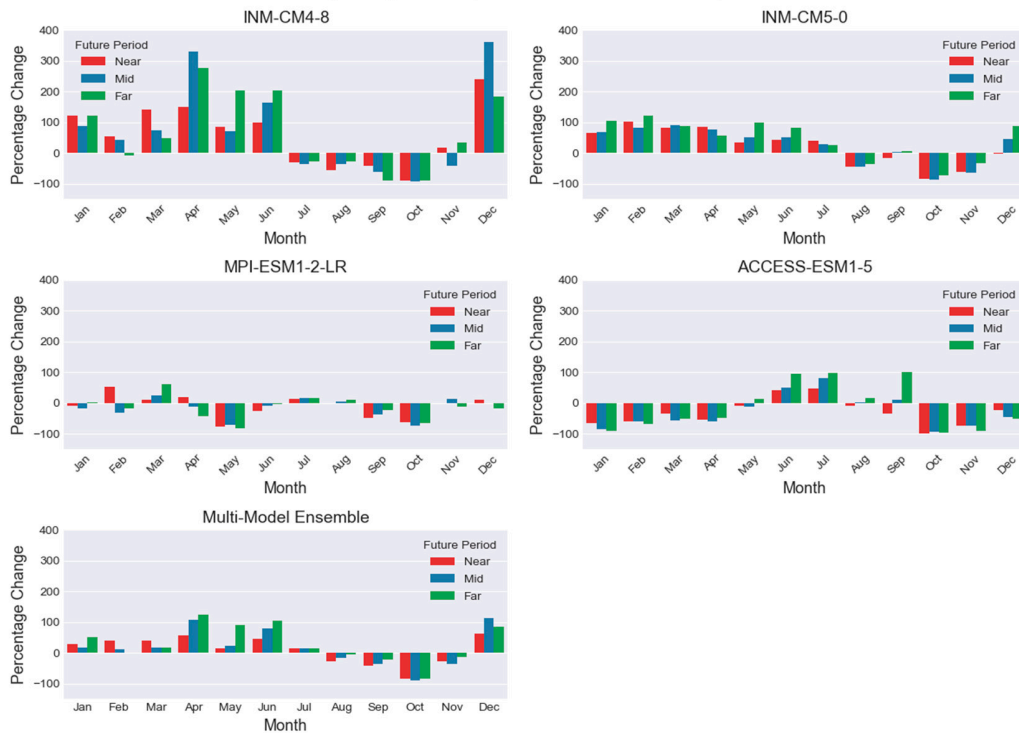 INM-CM4-8
Percentage Change
400
300
200
100
0
−100
Future Period
Near
Mid
Far
Jan Feb Mar Apr May Jun Jul Aug Sep Oct Nov Dec
Month
INM-CM5-0
Percentage Change
400
300
200
100
0
−100
Future Period
Near
Mid
Far
Jan Feb Mar Apr May Jun Jul Aug Sep Oct Nov Dec
Month
MPI-ESM1-2-LR
Percentage Change
400
300
200
100
0
−100
Future Period
Near
Mid
Far
Jan Feb Mar Apr May Jun Jul Aug Sep Oct Nov Dec
Month
ACCESS-ESM1-5
Percentage Change
400
300
200
100
0
−100
Future Period
Near
Mid
Far
Jan Feb Mar Apr May Jun Jul Aug Sep Oct Nov Dec
Month
Multi-Model Ensemble
Percentage Change
400
300
200
100
0
−100
Future Period
Near
Mid
Far
Jan Feb Mar Apr May Jun Jul Aug Sep Oct Nov Dec
Month